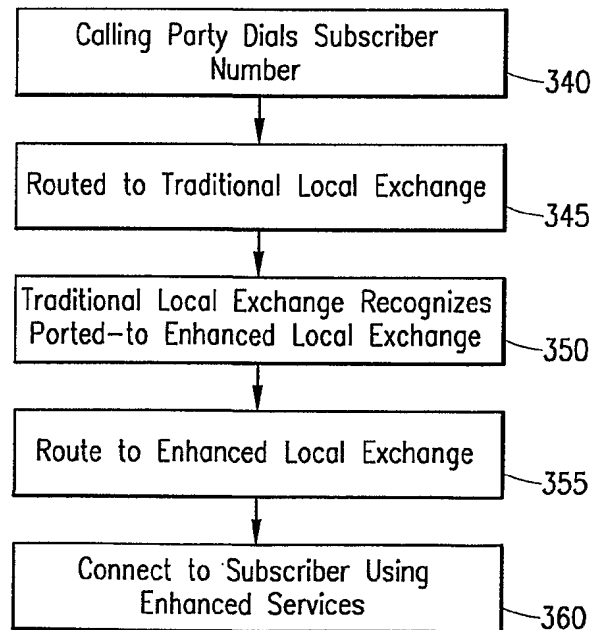 Calling Party Dials Subscriber
Number
340
Routed to Traditional Local Exchange
345
Traditional Local Exchange Recognizes
Ported-to Enhanced Local Exchange
350
Route to Enhanced Local Exchange
355
Connect to Subscriber Using
Enhanced Services
360